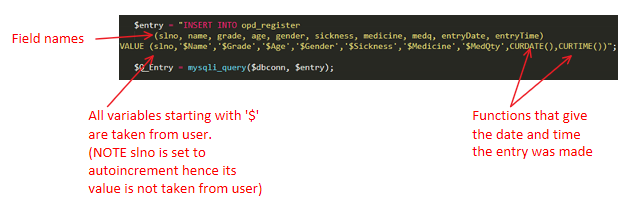 $entry = "INSERT INTO opd_register
(slno, name, grade, age, gender, sickness, medicine, medq, entryDate, entryTime)
VALUE (slno,'$Name','$Grade','$Age','$Gender','$Sickness','$Medicine','$MedQty',CURDATE(),CURTIME())";
$Q_Entry = mysqli_query($dbconn, $entry);
Field names
All variables starting with '$'
are taken from user.
(NOTE slno is set to
autoincrement hence its
value is not taken from user)
Functions that give
the date and time
the entry was made